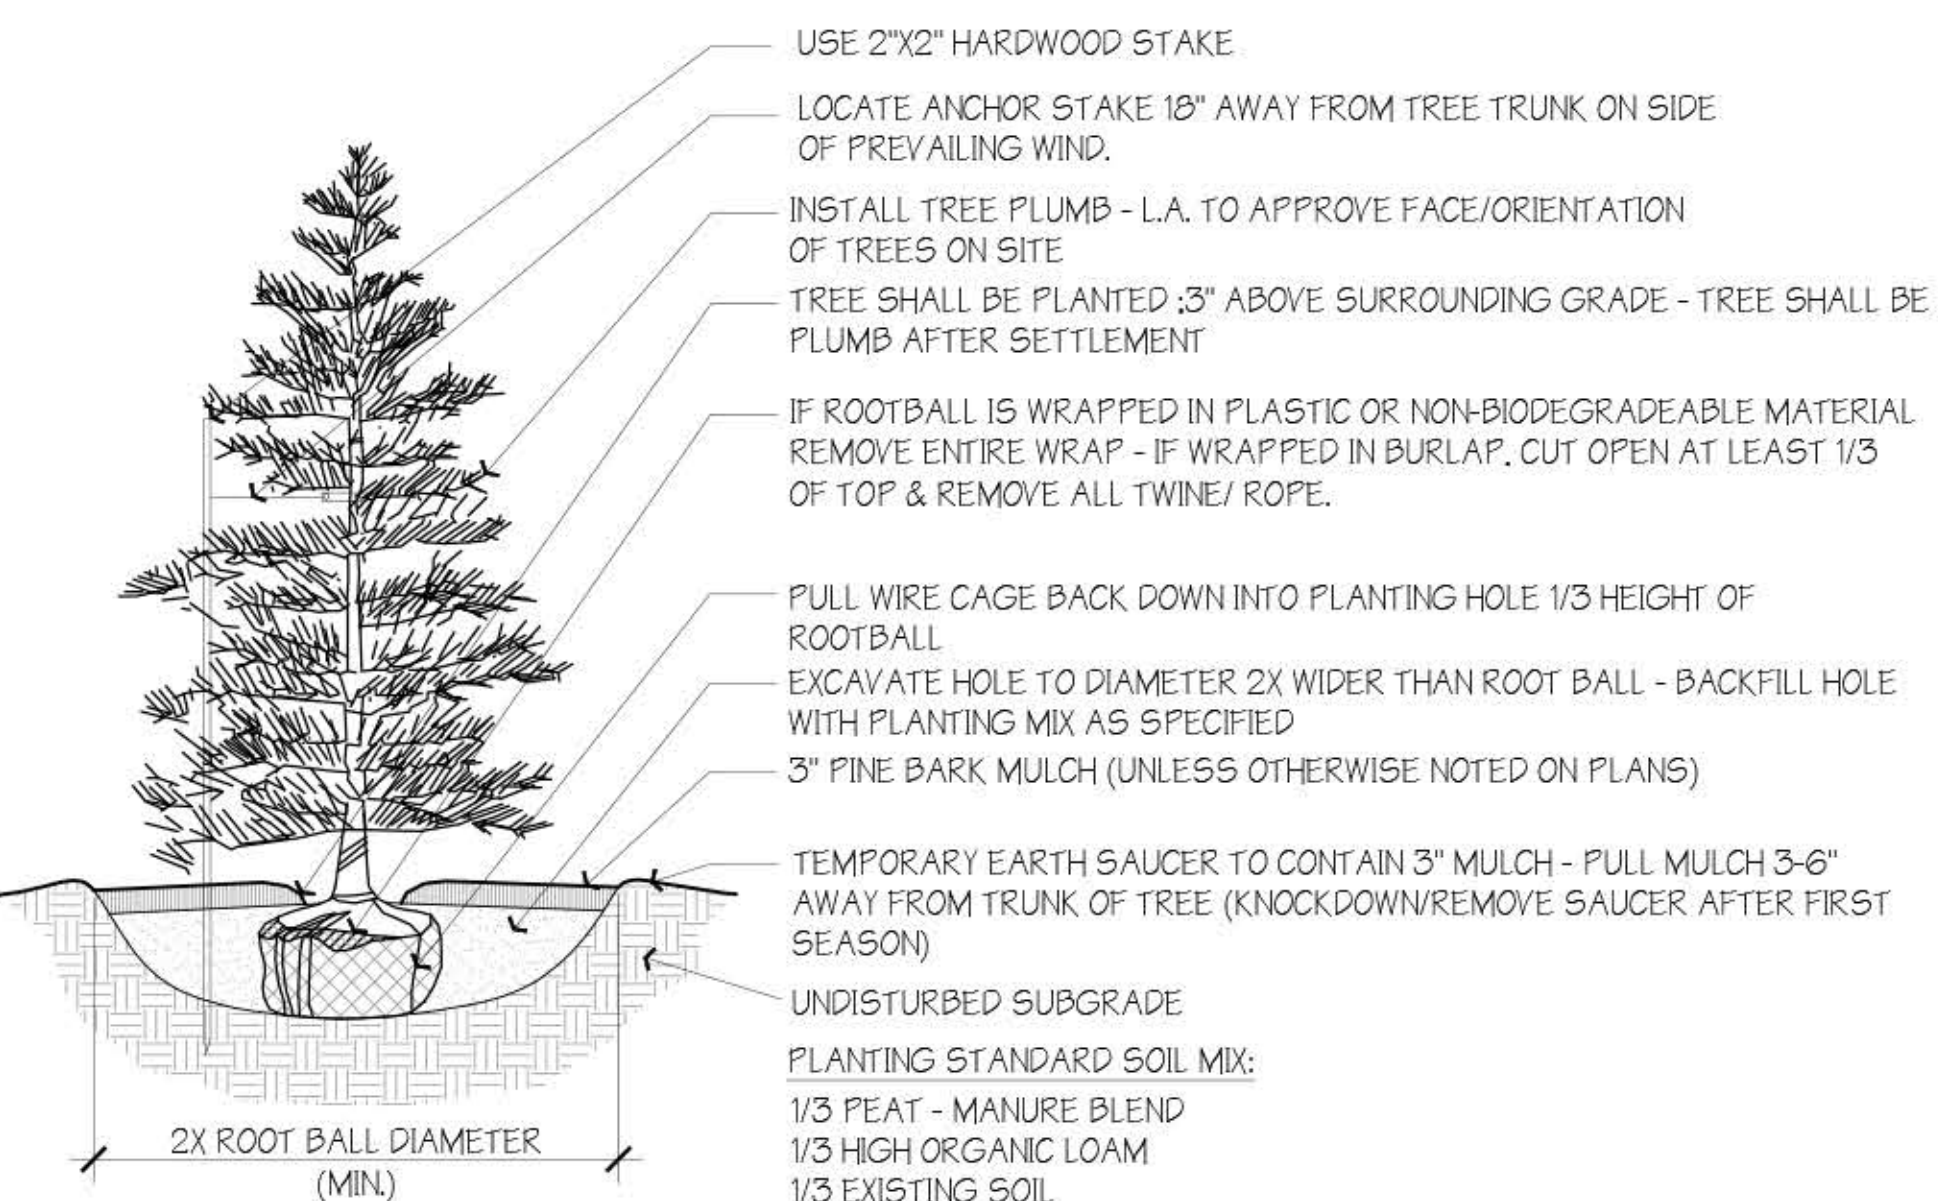 USE 2"X2" HARDWOOD STAKE
LOCATE ANCHOR STAKE 18" AWAY FROM TREE TRUNK ON SIDE
OF PREVAILING WIND.
INSTALL TREE PLUMB - L.A. TO APPROVE FACE/ORIENTATION
OF TREES ON SITE
TREE SHALL BE PLANTED :3" ABOVE SURROUNDING GRADE - TREE SHALL BE
PLUMB AFTER SETTLEMENT
IF ROOTBALL IS WRAPPED IN PLASTIC OR NON-BIODEGRADEABLE MATERIAL
REMOVE ENTIRE WRAP - IF WRAPPED IN BURLAP. CUT OPEN AT LEAST 1/3
OF TOP & REMOVE ALL TWINE/ ROPE.
PULL WIRE CAGE BACK DOWN INTO PLANTING HOLE 1/3 HEIGHT OF
ROOTBALL
EXCAVATE HOLE TO DIAMETER 2X WIDER THAN ROOT BALL - BACKFILL HOLE
WITH PLANTING MIX AS SPECIFIED
3" PINE BARK MULCH (UNLESS OTHERWISE NOTED ON PLANS)
TEMPORARY EARTH SAUCER TO CONTAIN 3" MULCH - PULL MULCH 3-6"
AWAY FROM TRUNK OF TREE (KNOCKDOWN/REMOVE SAUCER AFTER FIRST
SEASON)
UNDISTURBED SUBGRADE
PLANTING STANDARD SOIL MIX:
1/3 PEAT - MANURE BLEND
1/3 HIGH ORGANIC LOAM
1/3 EXISTING SOIL
2X ROOT BALL DIAMETER
(MIN.)